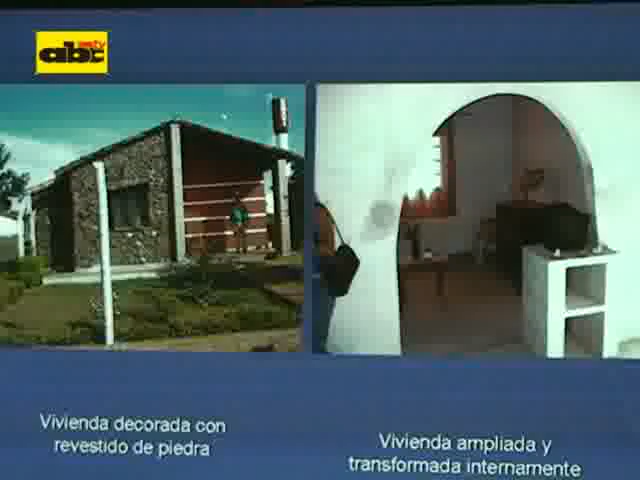 abc
Vivienda decorada con
revestido de piedra
Vivienda ampliada y
transformada internamente